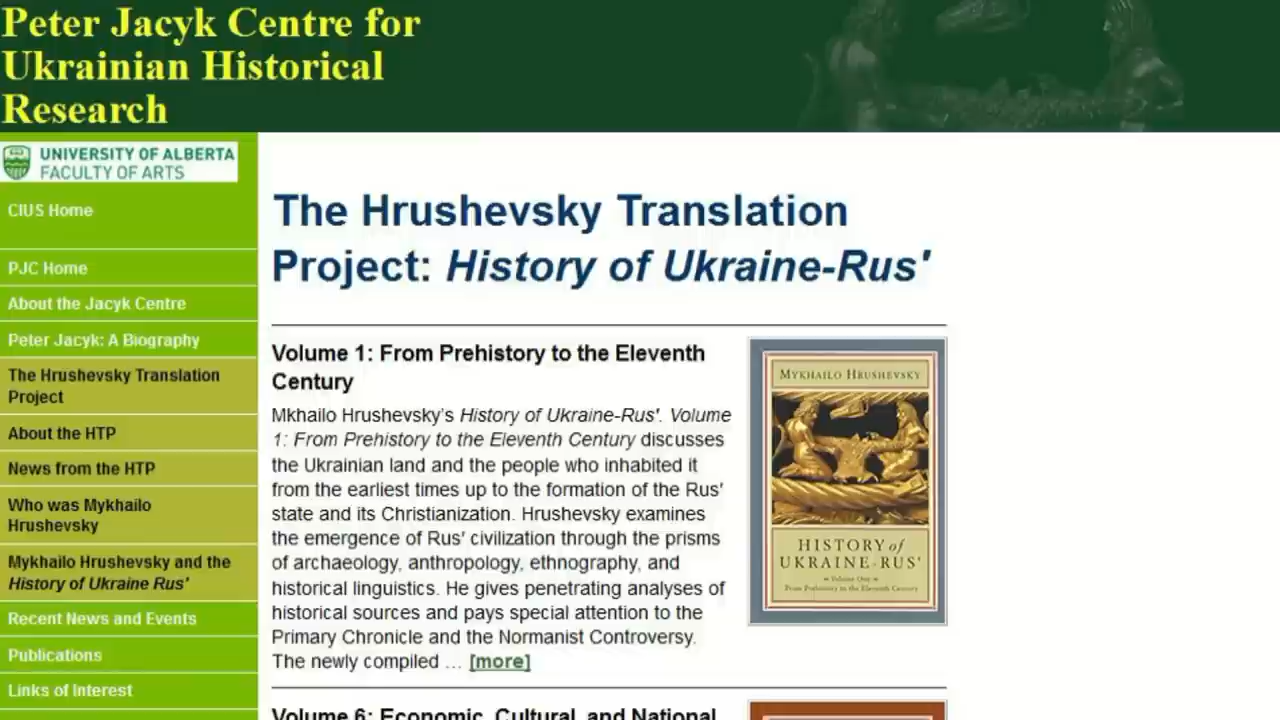 Peter Jacyk Centre for
Ukrainian Historical
Research
UNIVERSITY OF ALBERTA
FACULTY OF ARTS
CIUS Home
PJC Home
About the Jacyk Centre
Peter Jacyk: A Biography
The Hrushevsky Translation
Project
About the HTP
News from the HTP
Who was Mykhailo
Hrushevsky
Mykhailo Hrushevsky and the
History of Ukraine Rus'
Recent News and Events
Publications
Links of Interest
The Hrushevsky Translation
Project: History of Ukraine-Rus'
Volume 1: From Prehistory to the Eleventh
Century
Mkhailo Hrushevsky's History of Ukraine-Rus'. Volume
1: From Prehistory to the Eleventh Century discusses
the Ukrainian land and the people who inhabited it
from the earliest times up to the formation of the Rus'
state and its Christianization. Hrushevsky examines
the emergence of Rus' civilization through the prisms
of archaeology, anthropology, ethnography, and
historical linguistics. He gives penetrating analyses of
historical sources and pays special attention to the
Primary Chronicle and the Normanist Controversy.
The newly compiled … [more]
MYKHAILO HRUSHEVSKY
HISTORY of
UKRAINE-RUS'
Volume One
From Prehistory to the Eleventh Century
Volume 6: Economic, Cultural, and National